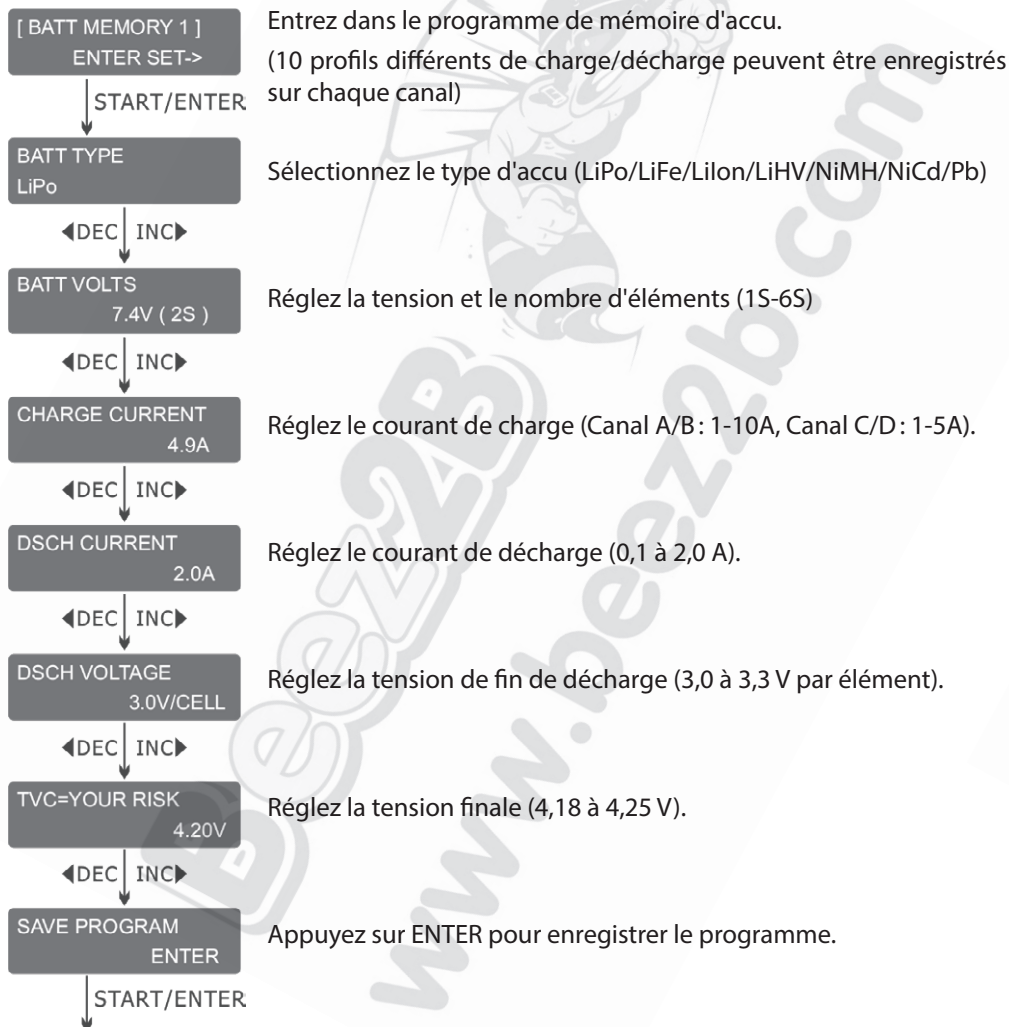 [ BATT MEMORY 1 ]
ENTER SET->
Entrez dans le programme de mémoire d'accu.
(10 profils différents de charge/décharge peuvent être enregistrés
sur chaque canal)
START/ENTER
BATT TYPE
LiPo
Sélectionnez le type d'accu (LiPo/LiFe/LiIon/LiHV/NiMH/NiCd/Pb)
◀DEC INC▶
BATT VOLTS
7.4V ( 2S )
Réglez la tension et le nombre d'éléments (1S-6S)
◀DEC INC▶
CHARGE CURRENT
4.9A
Réglez le courant de charge (Canal A/B : 1-10A, Canal C/D : 1-5A).
◀DEC INC▶
DSCH CURRENT
2.0A
Réglez le courant de décharge (0,1 à 2,0 A).
◀DEC INC▶
DSCH VOLTAGE
3.0V/CELL
Réglez la tension de fin de décharge (3,0 à 3,3 V par élément).
◀DEC INC▶
TVC=YOUR RISK
4.20V
Réglez la tension finale (4,18 à 4,25 V).
◀DEC INC▶
SAVE PROGRAM
ENTER
Appuyez sur ENTER pour enregistrer le programme.
START/ENTER
Beez2B
www.beez2b.com